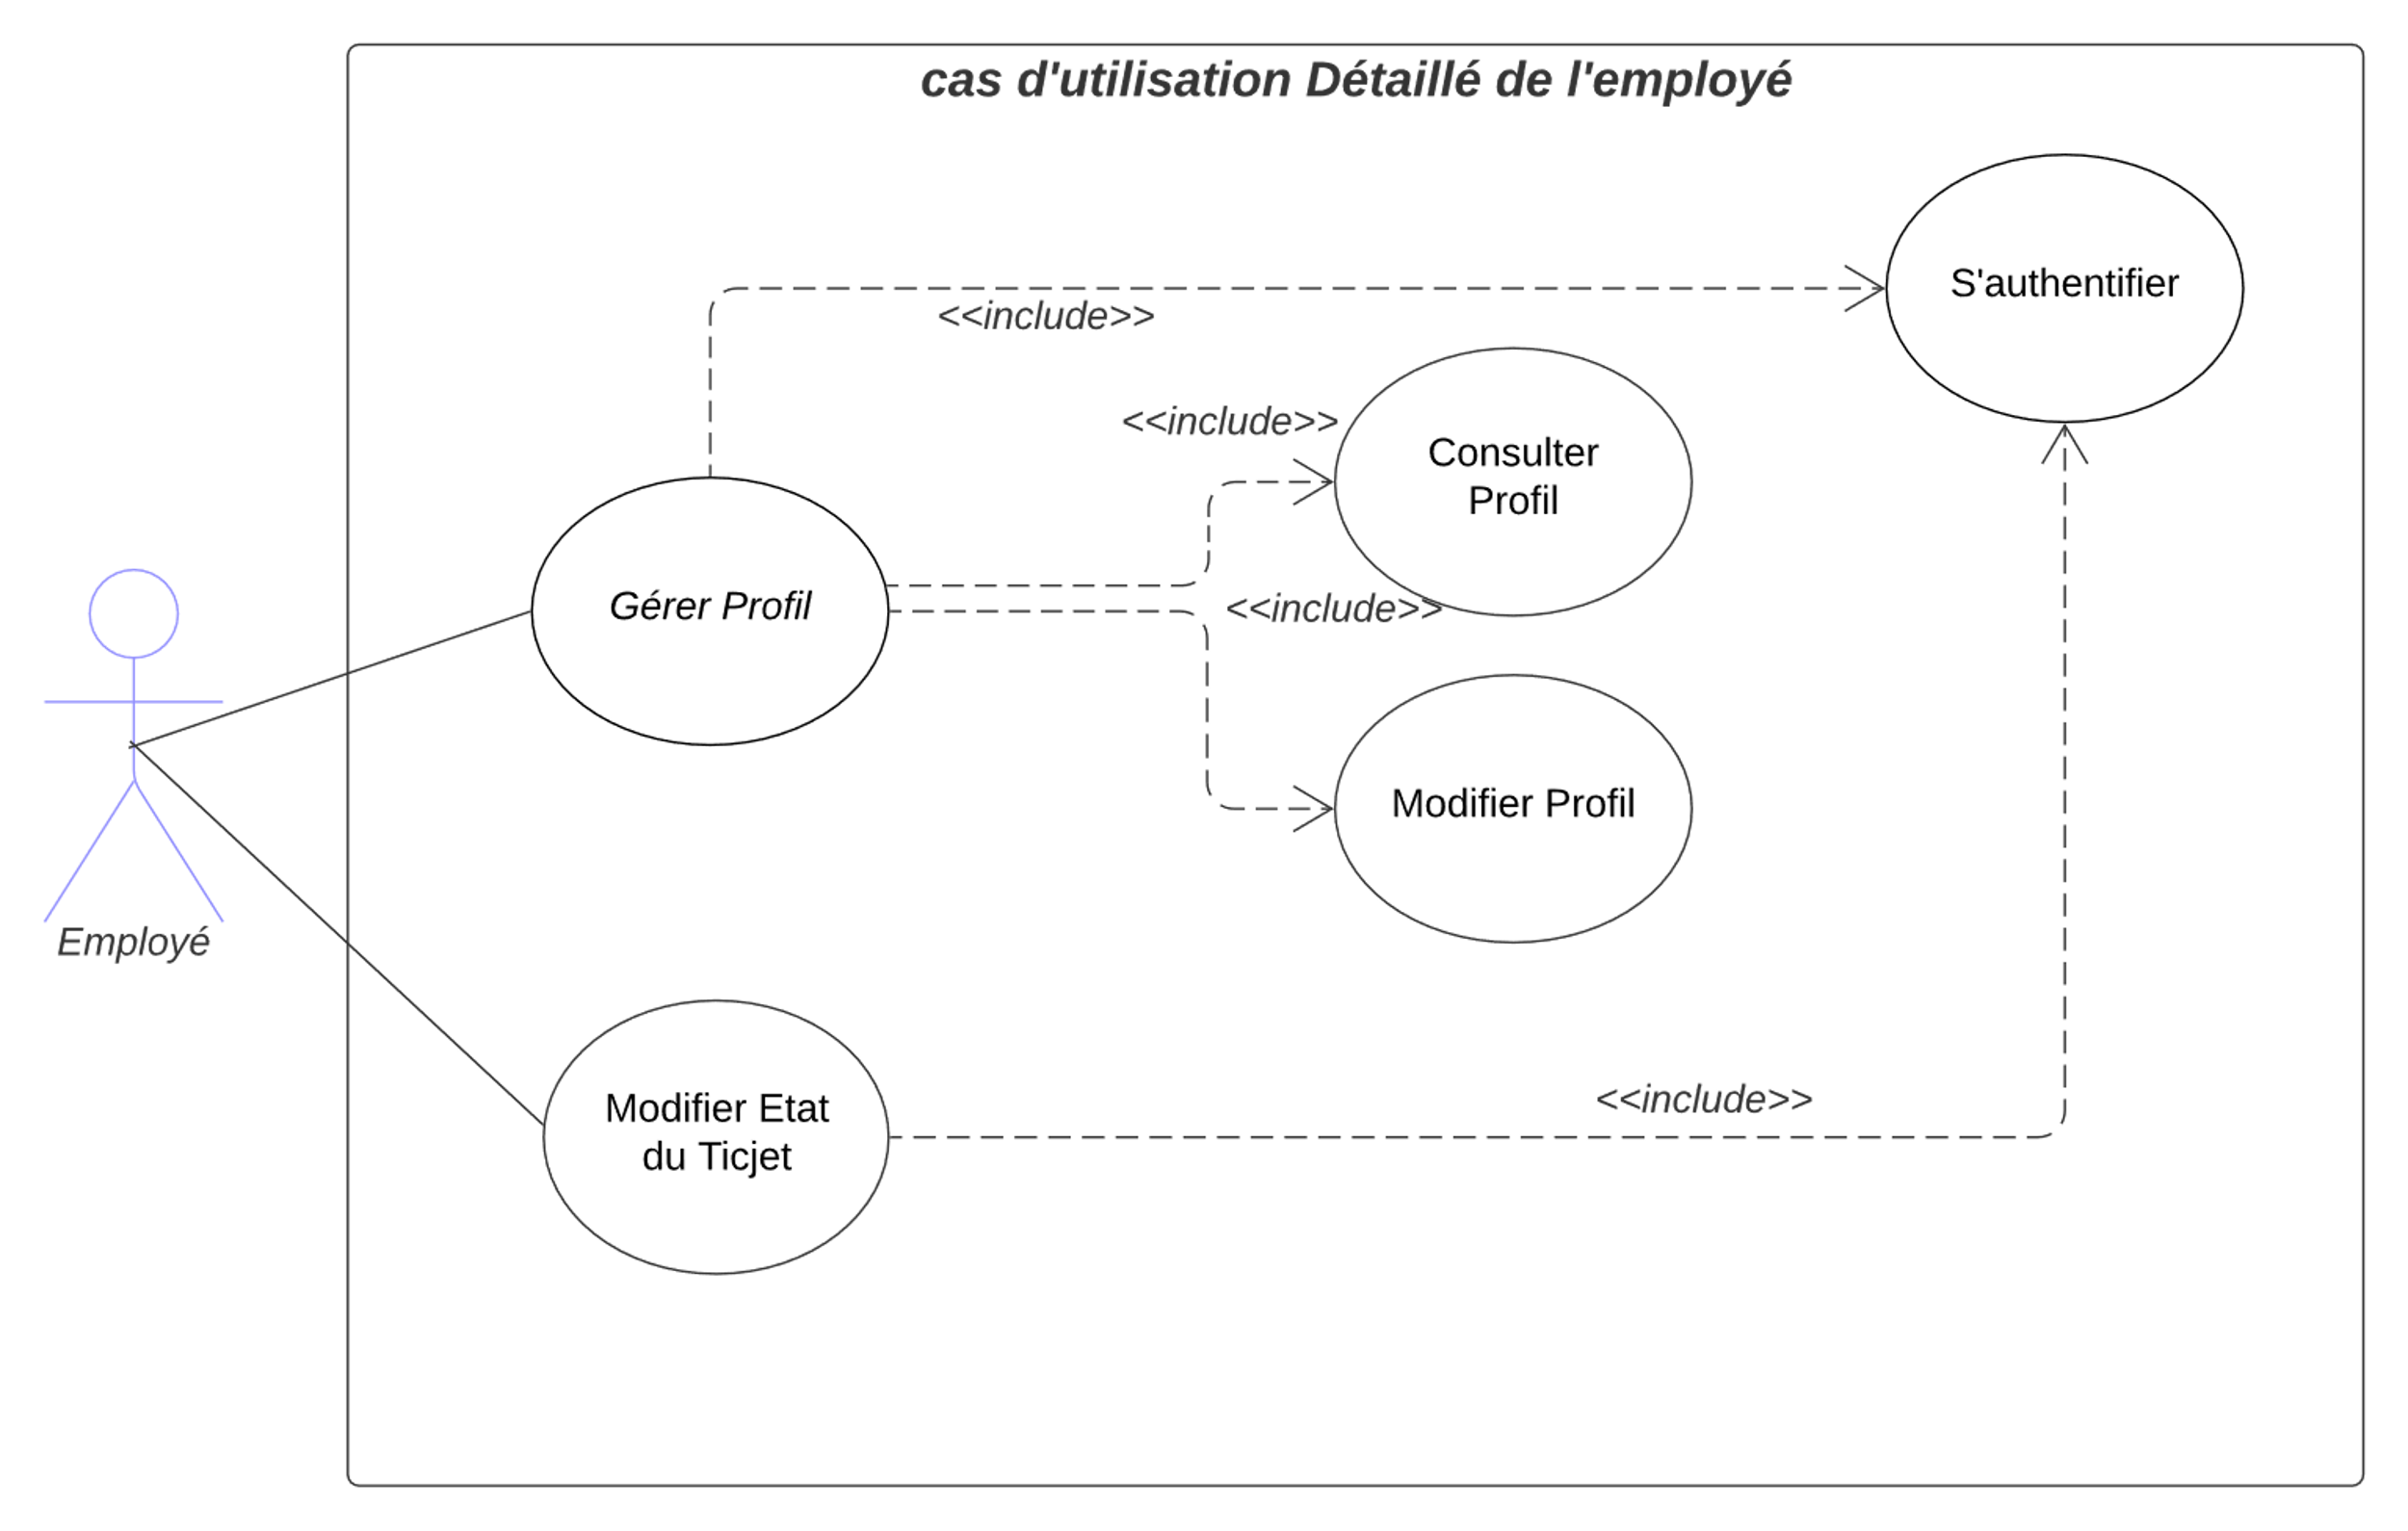 cas d'utilisation Détaillé de l'employé
S'authentifier
<<include>>
<<include>>
Consulter
Profil
Gérer Profil
<<include>>
Modifier Profil
Employé
Modifier Etat
du Ticjet
<<include>>